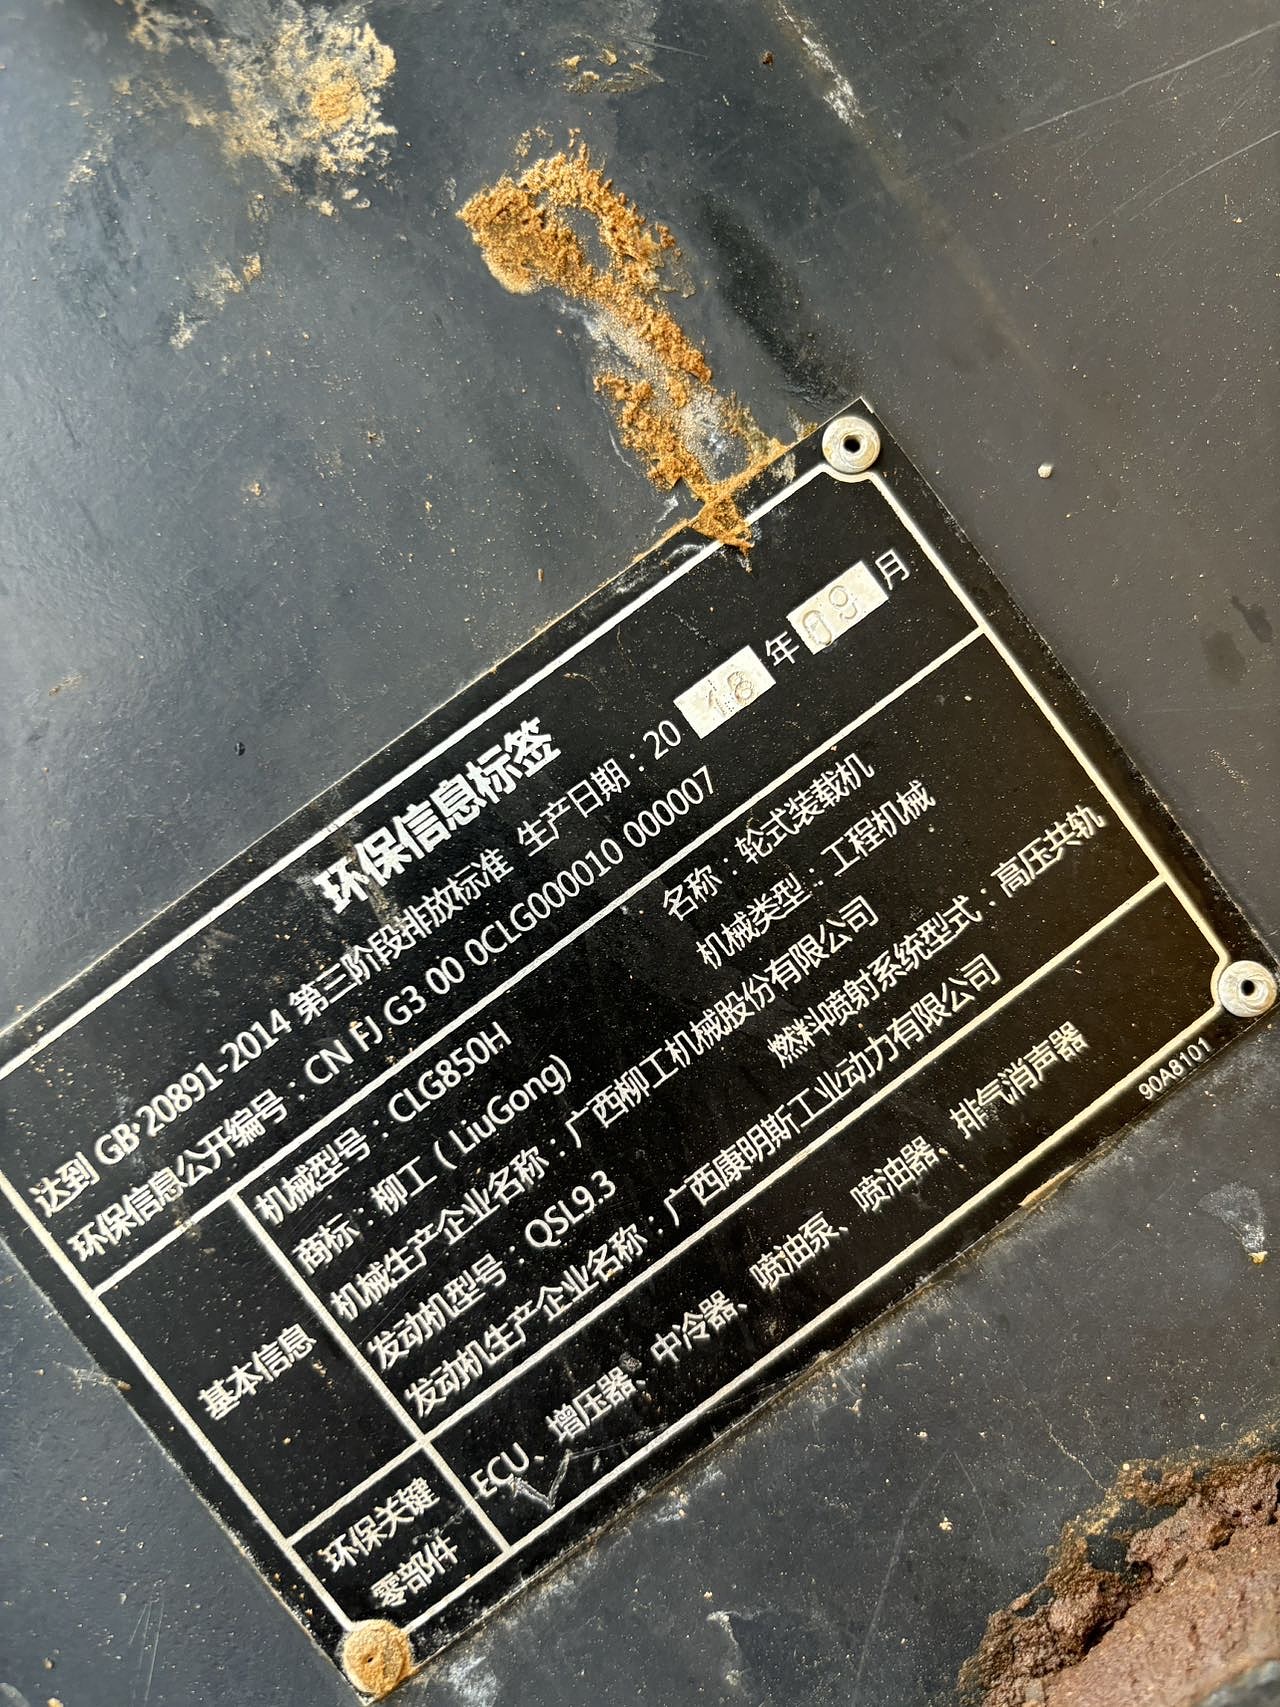 环保信息标签
达到 GB 20891-2014 第三阶段排放标准 生产日期：2018年09月
环保信息公开编号：CN FJ G3 00 0CLG000010 000007
基本信息
机械型号：CLG850H 名称：轮式装载机
商标：柳工（LiuGong) 机械类型：工程机械
机械生产企业名称：广西柳工机械股份有限公司
发动机型号：QSL9.3 燃料喷射系统型式：高压共轨
发动机生产企业名称：广西康明斯工业动力有限公司
环保关键
零部件
ECU、增压器、中冷器、喷油泵、喷油器、排气消声器
90A8101